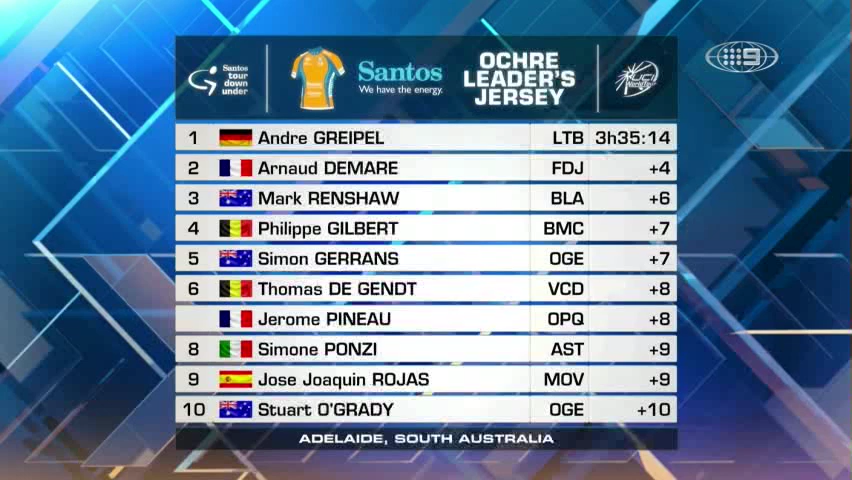 Santos
tour
down
under
Santos
We have the energy.
OCHRE
LEADER'S
JERSEY
UCI
WorldTour
9
1 Andre GREIPEL LTB 3h35:14
2 Arnaud DEMARE FDJ +4
3 Mark RENSHAW BLA +6
4 Philippe GILBERT BMC +7
5 Simon GERRANS OGE +7
6 Thomas DE GENDT VCD +8
Jerome PINEAU OPQ +8
8 Simone PONZI AST +9
9 Jose Joaquin ROJAS MOV +9
10 Stuart O'GRADY OGE +10
ADELAIDE, SOUTH AUSTRALIA